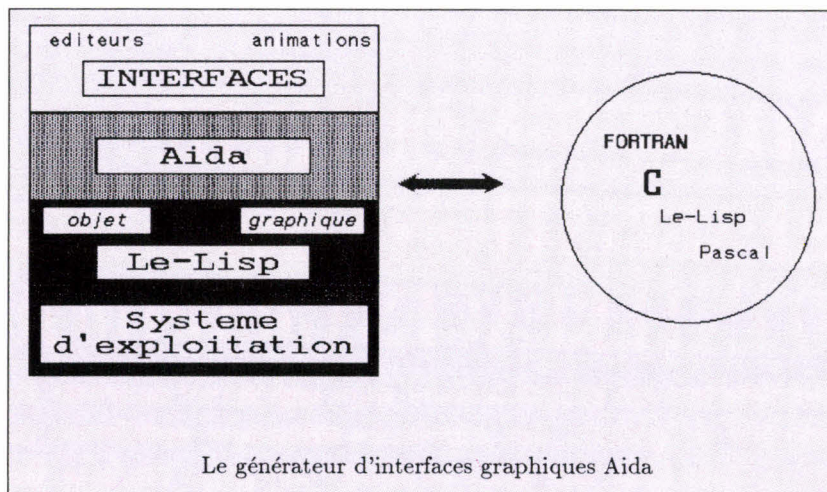 editeurs animations
INTERFACES
Aida
objet graphique
Le-Lisp
Systeme
d'exploitation
FORTRAN
C
Le-Lisp
Pascal
Le générateur d'interfaces graphiques Aida